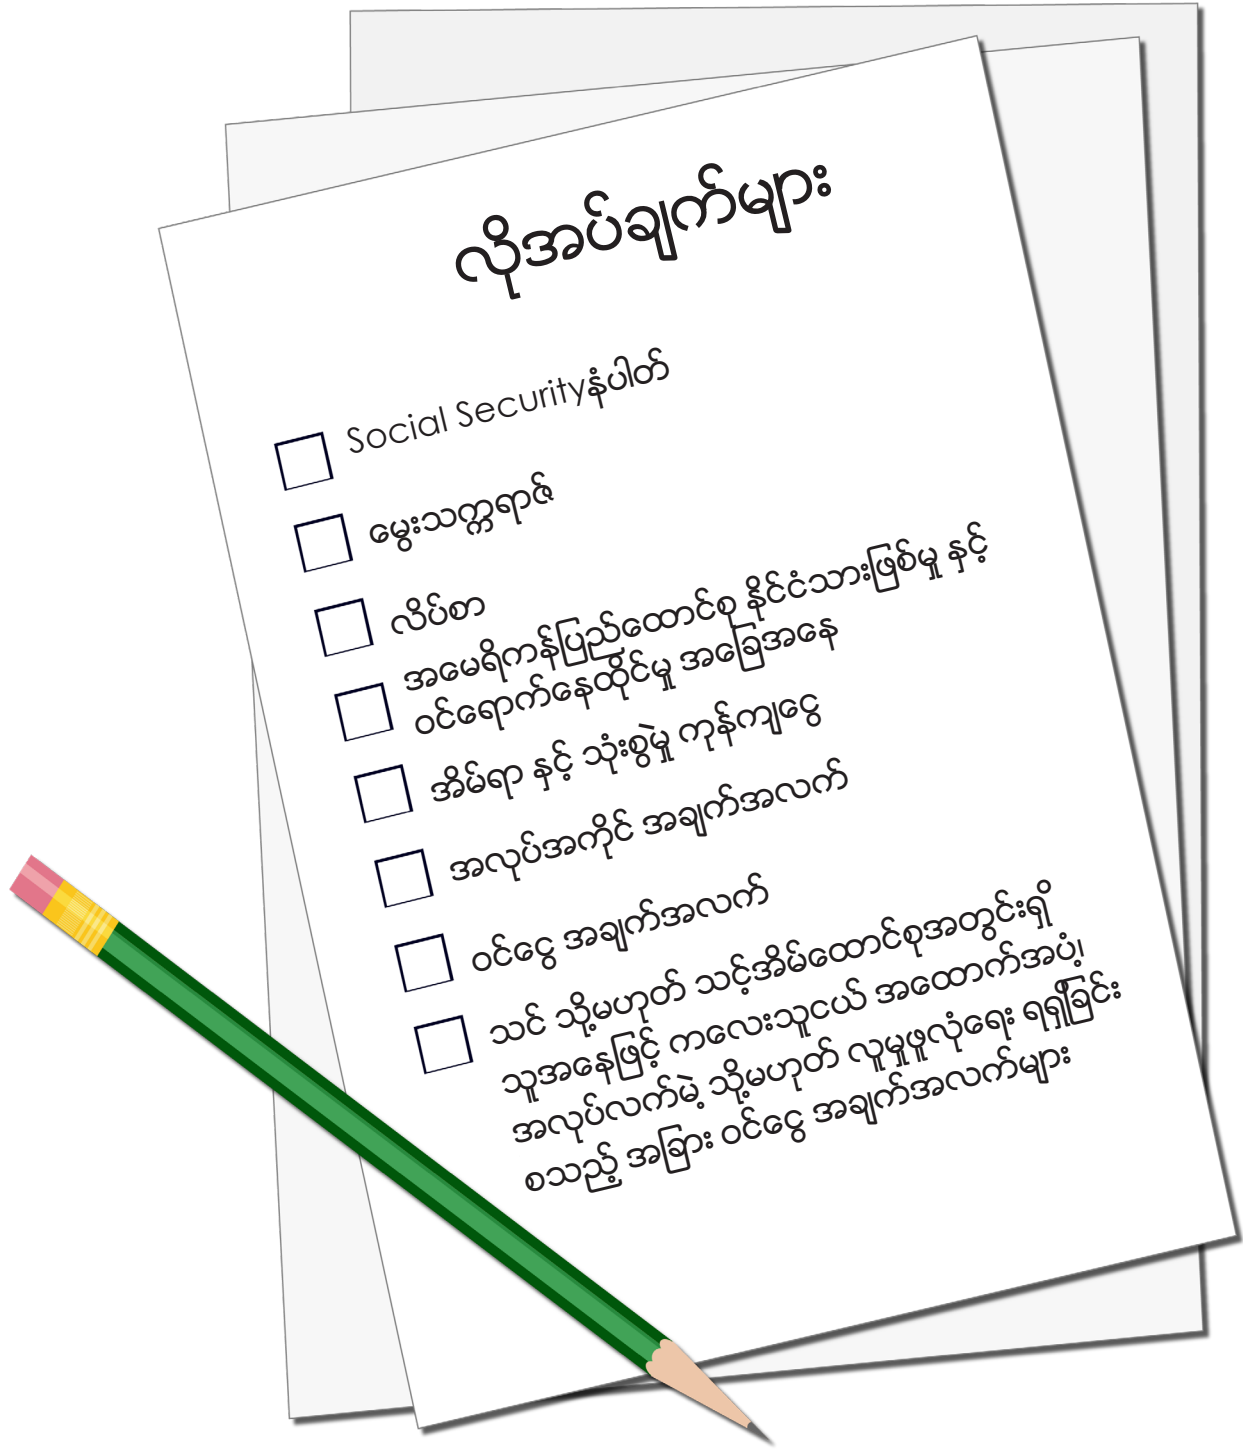 လိုအပ်ချက်များ
Social Securityနံပါတ်
မွေးသက္ကရာဇ်
လိပ်စာ
အမေရိကန်ပြည်ထောင်စု နိုင်ငံသားဖြစ်မှု နှင့်
ဝင်ရောက်နေထိုင်မှု အခြေအနေ
အိမ်ရာ နှင့် သုံးစွဲမှု ကုန်ကျငွေ
အလုပ်အကိုင် အချက်အလက်
ဝင်ငွေ အချက်အလက်
သင် သို့မဟုတ် သင့်အိမ်ထောင်စုအတွင်းရှိ
သူအနေဖြင့် ကလေးသူငယ် အထောက်အပံ့၊
အလုပ်လက်မဲ့ သို့မဟုတ် လူမှုဖူလုံရေး ရရှိခြင်း
စသည့် အခြား ဝင်ငွေ အချက်အလက်များ